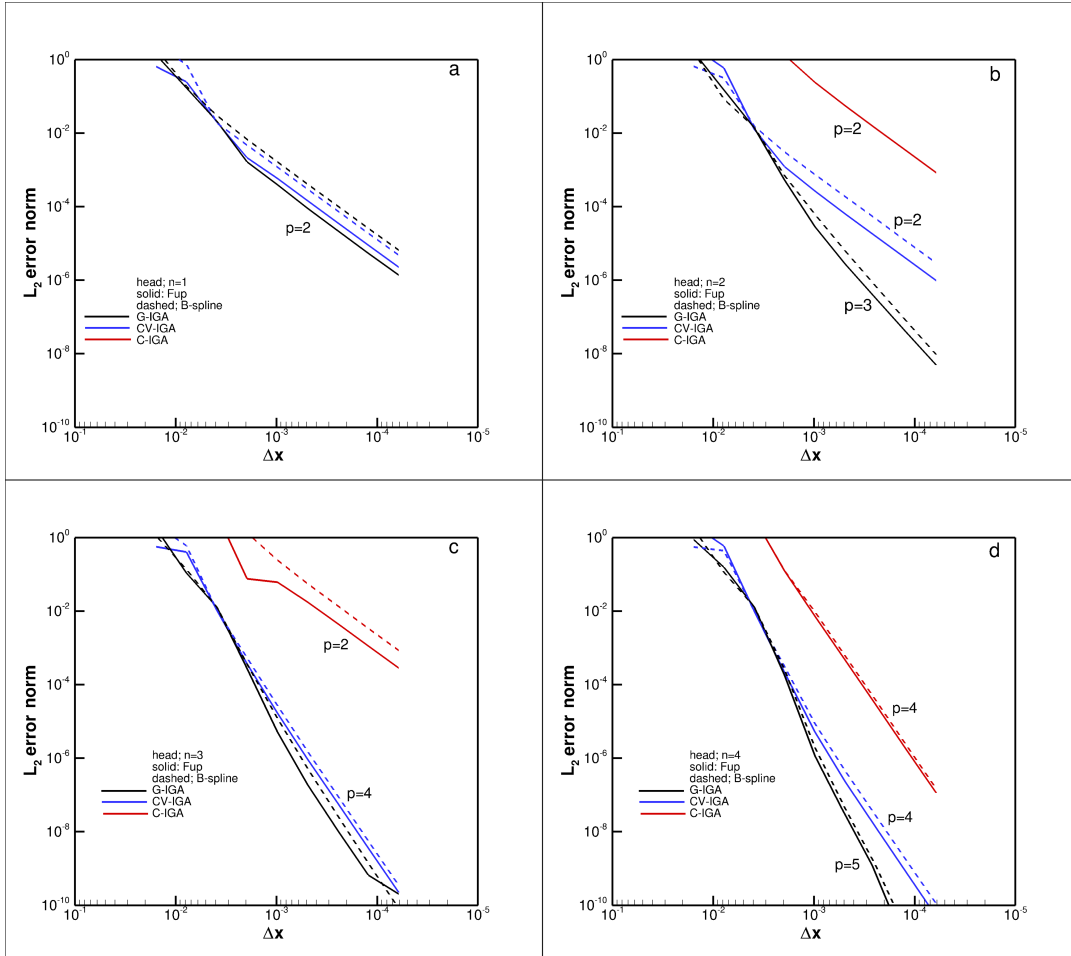 a
10^0
10^-2
10^-4
10^-6
10^-8
10^-10
L_2 error norm
p=2
head; n=1
solid: Fup
dashed; B-spline
G-IGA
CV-IGA
C-IGA
10^-1
10^-2
10^-3
10^-4
10^-5
Δx
b
10^0
10^-2
10^-4
10^-6
10^-8
10^-10
L_2 error norm
p=2
p=2
p=3
head; n=2
solid: Fup
dashed; B-spline
G-IGA
CV-IGA
C-IGA
10^-1
10^-2
10^-3
10^-4
10^-5
Δx
c
10^0
10^-2
10^-4
10^-6
10^-8
10^-10
L_2 error norm
p=2
p=4
head; n=3
solid: Fup
dashed; B-spline
G-IGA
CV-IGA
C-IGA
10^-1
10^-2
10^-3
10^-4
10^-5
Δx
d
10^0
10^-2
10^-4
10^-6
10^-8
10^-10
L_2 error norm
p=4
p=4
p=5
head; n=4
solid: Fup
dashed; B-spline
G-IGA
CV-IGA
C-IGA
10^-1
10^-2
10^-3
10^-4
10^-5
Δx